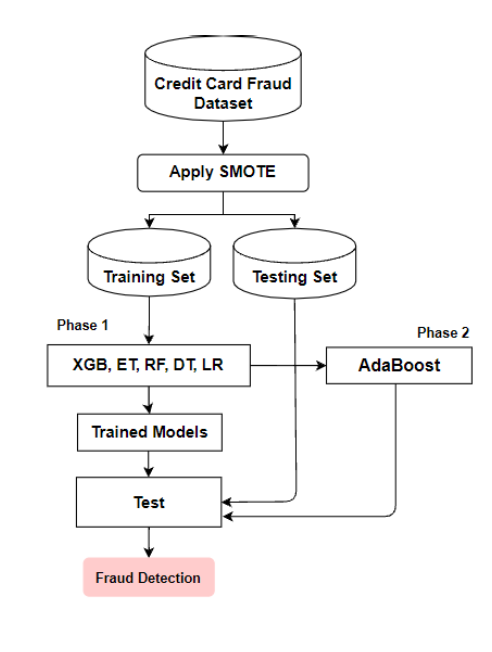 Credit Card Fraud
Dataset
Apply SMOTE
Training Set
Testing Set
Phase 1
Phase 2
XGB, ET, RF, DT, LR
AdaBoost
Trained Models
Test
Fraud Detection